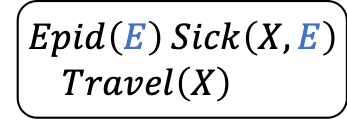 Epid(E) Sick(X, E)
Travel(X)